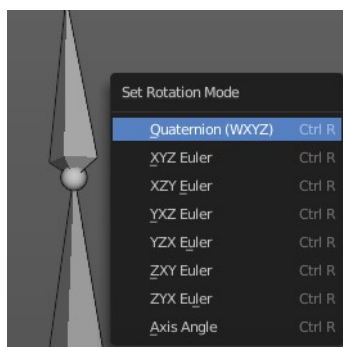 Set Rotation Mode
Quaternion (WXYZ) Ctrl R
XYZ Euler Ctrl R
XZY Euler Ctrl R
YXZ Euler Ctrl R
YZX Euler Ctrl R
ZXY Euler Ctrl R
ZYX Euler Ctrl R
Axis Angle Ctrl R